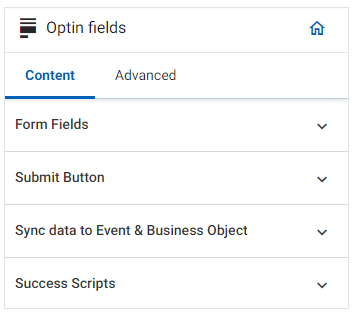 Optin fields
Content Advanced
Form Fields
Submit Button
Sync data to Event & Business Object
Success Scripts